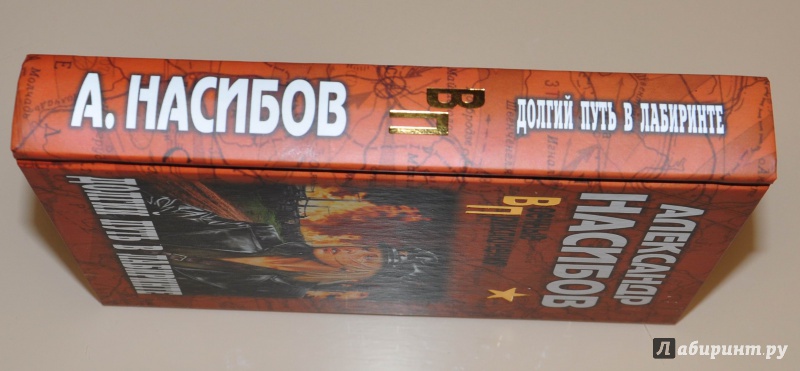 А. НАСИБОВ
ВП
ДОЛГИЙ ПУТЬ В ЛАБИРИНТЕ
АЛЕКСАНДР
НАСИБОВ
ВП
ДОЛГИЙ ПУТЬ В ЛАБИРИНТЕ
Лабиринт.ру